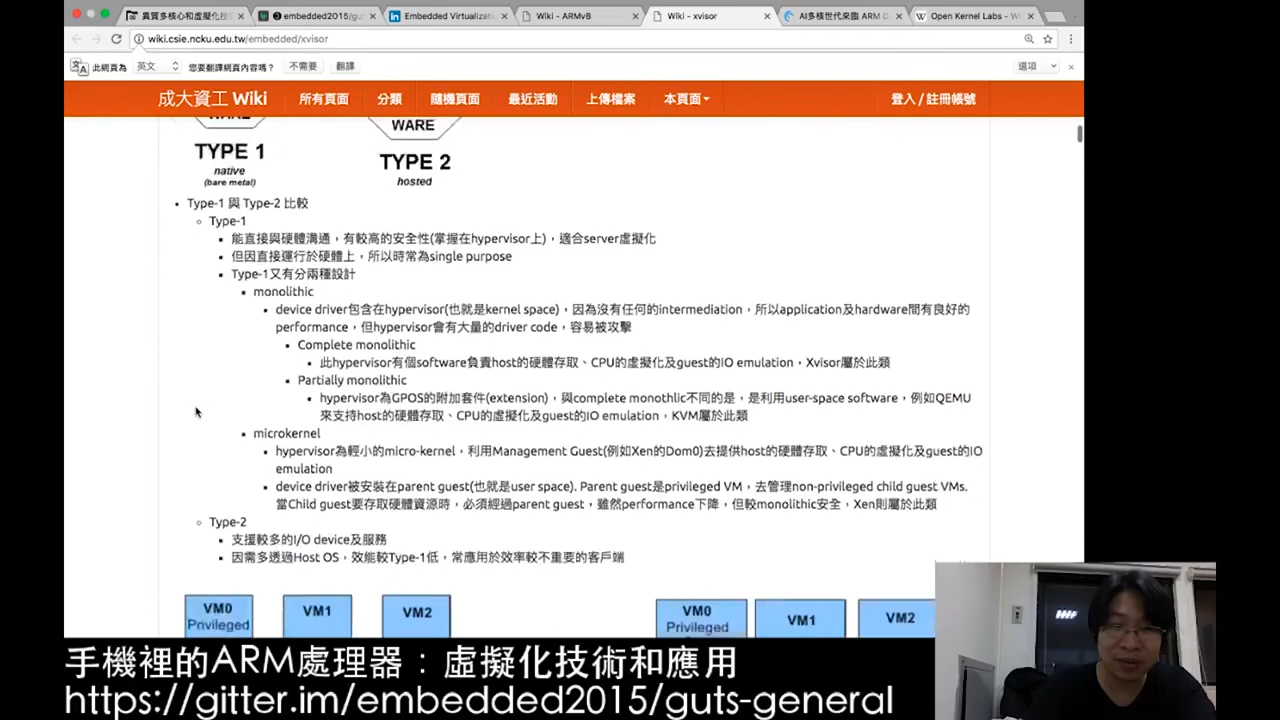 異質多核心和虛擬化技
embedded2015/gut
Embedded Virtualizatio
Wiki - ARMv8
Wiki - xvisor
AI多核世代來臨 ARM D
Open Kernel Labs - W
wiki.csie.ncku.edu.tw/embedded/xvisor
此網頁為 英文 您要翻譯網頁內容嗎？ 不需要 翻譯 選項
成大資工 Wiki 所有頁面 分類 隨機頁面 最近活動 上傳檔案 本頁面 登入 / 註冊帳號
WARE WARE
TYPE 1 TYPE 2
native hosted
(bare metal)
Type-1 與 Type-2 比較
Type-1
能直接與硬體溝通，有較高的安全性(掌握在hypervisor上)，適合server虛擬化
但因直接運行於硬體上，所以時常為single purpose
Type-1又有分兩種設計
monolithic
device driver包含在hypervisor(也就是kernel space)，因為沒有任何的intermediation，所以application及hardware間有良好的
performance，但hypervisor會有大量的driver code，容易被攻擊
Complete monolithic
此hypervisor有個software負責host的硬體存取、CPU的虛擬化及guest的IO emulation，Xvisor屬於此類
Partially monolithic
hypervisor為GPOS的附加套件(extension)，與complete monothlic不同的是，是利用user-space software，例如QEMU
來支持host的硬體存取、CPU的虛擬化及guest的IO emulation，KVM屬於此類
microkernel
hypervisor為輕小的micro-kernel，利用Management Guest(例如Xen的Dom0)去提供host的硬體存取、CPU的虛擬化及guest的IO
emulation
device driver被安裝在parent guest(也就是user space). Parent guest是privileged VM，去管理non-privileged child guest VMs.
當Child guest要存取硬體資源時，必須經過parent guest，雖然performance下降，但較monolithic安全，Xen則屬於此類
Type-2
支援較多的I/O device及服務
因需多透過Host OS，效能較Type-1低，常應用於效率較不重要的客戶端
VM0 VM1 VM2 VM0 VM1 VM2
Privileged Privileged
手機裡的ARM處理器：虛擬化技術和應用
https://gitter.im/embedded2015/guts-general